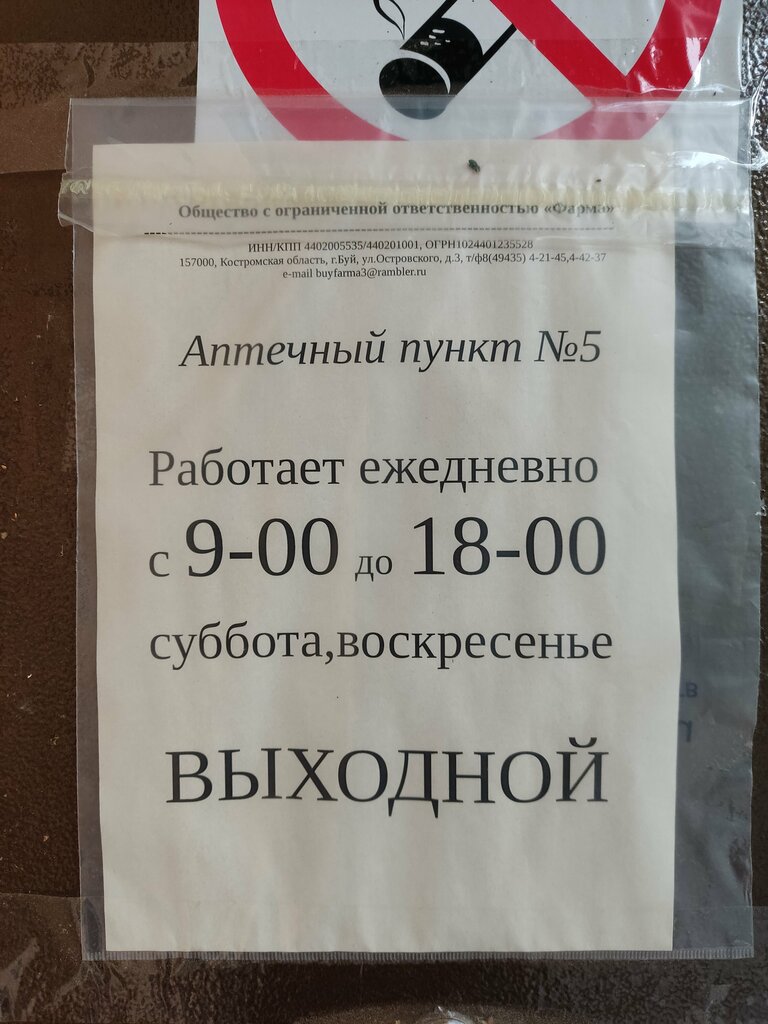 Общество с ограниченной ответственностью «Фарма»
ИНН/КПП 4402005535/440201001, ОГРН1024401235528
157000, Костромская область, г.Буй, ул.Островского, д.3, т/ф8(49435) 4-21-45,4-42-37
e-mail buyfarma3@rambler.ru
Аптечный пункт №5
Работает ежедневно
с 9-00 до 18-00
суббота,воскресенье
ВЫХОДНОЙ